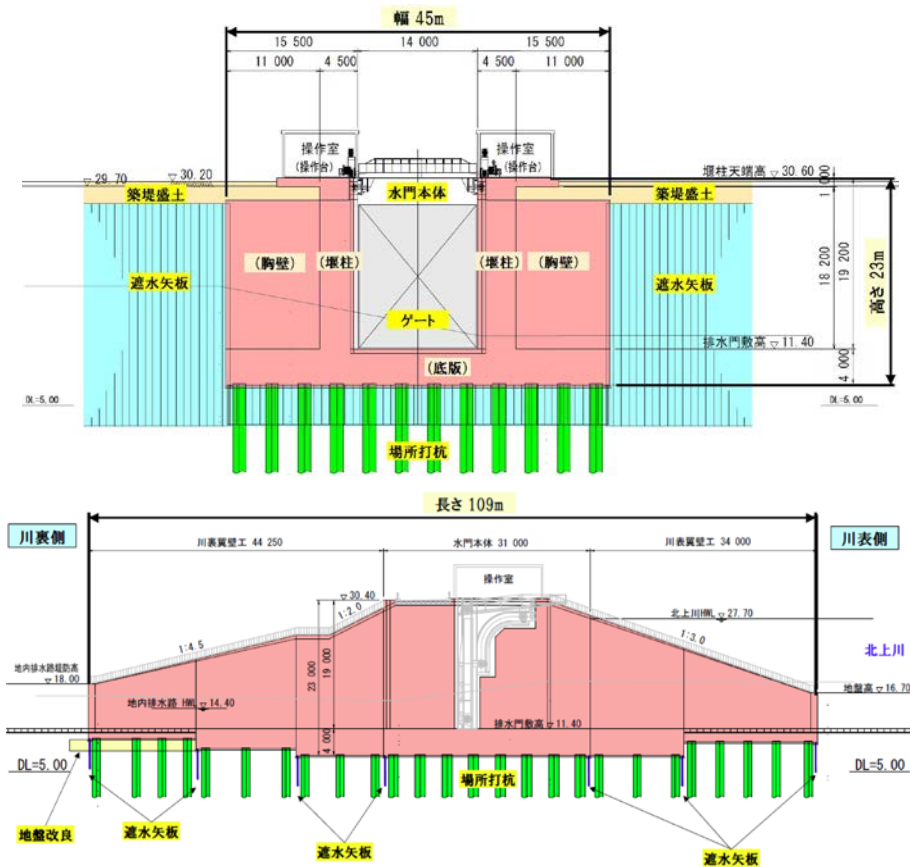 幅 45m
15 500
14 000
15 500
11 000
4 500
4 500
11 000
操作室
(操作台)
操作室
(操作台)
29.70
30.20
堰柱天端高 30.60
築堤盛土
水門本体
築堤盛土
1 000
(胸壁)
(堰柱)
(堰柱)
(胸壁)
遮水矢板
遮水矢板
18 200
19 200
高さ 23m
ゲート
排水門敷高 11.40
(底版)
4 000
DL=5.00
DL=5.00
場所打杭
長さ 109m
川裏側
川表側
川裏翼壁工 44 250
水門本体 31 000
川表翼壁工 34 000
操作室
30.40
1:2.0
北上川HWL 27.70
1:4.5
1:3.0
北上川
地内排水路堤防高
18.00
23 000
19 000
地盤高 16.70
地内排水路 HWL 14.40
排水門敷高 11.40
4 000
DL=5.00
場所打杭
DL=5.00
地盤改良
遮水矢板
遮水矢板
遮水矢板